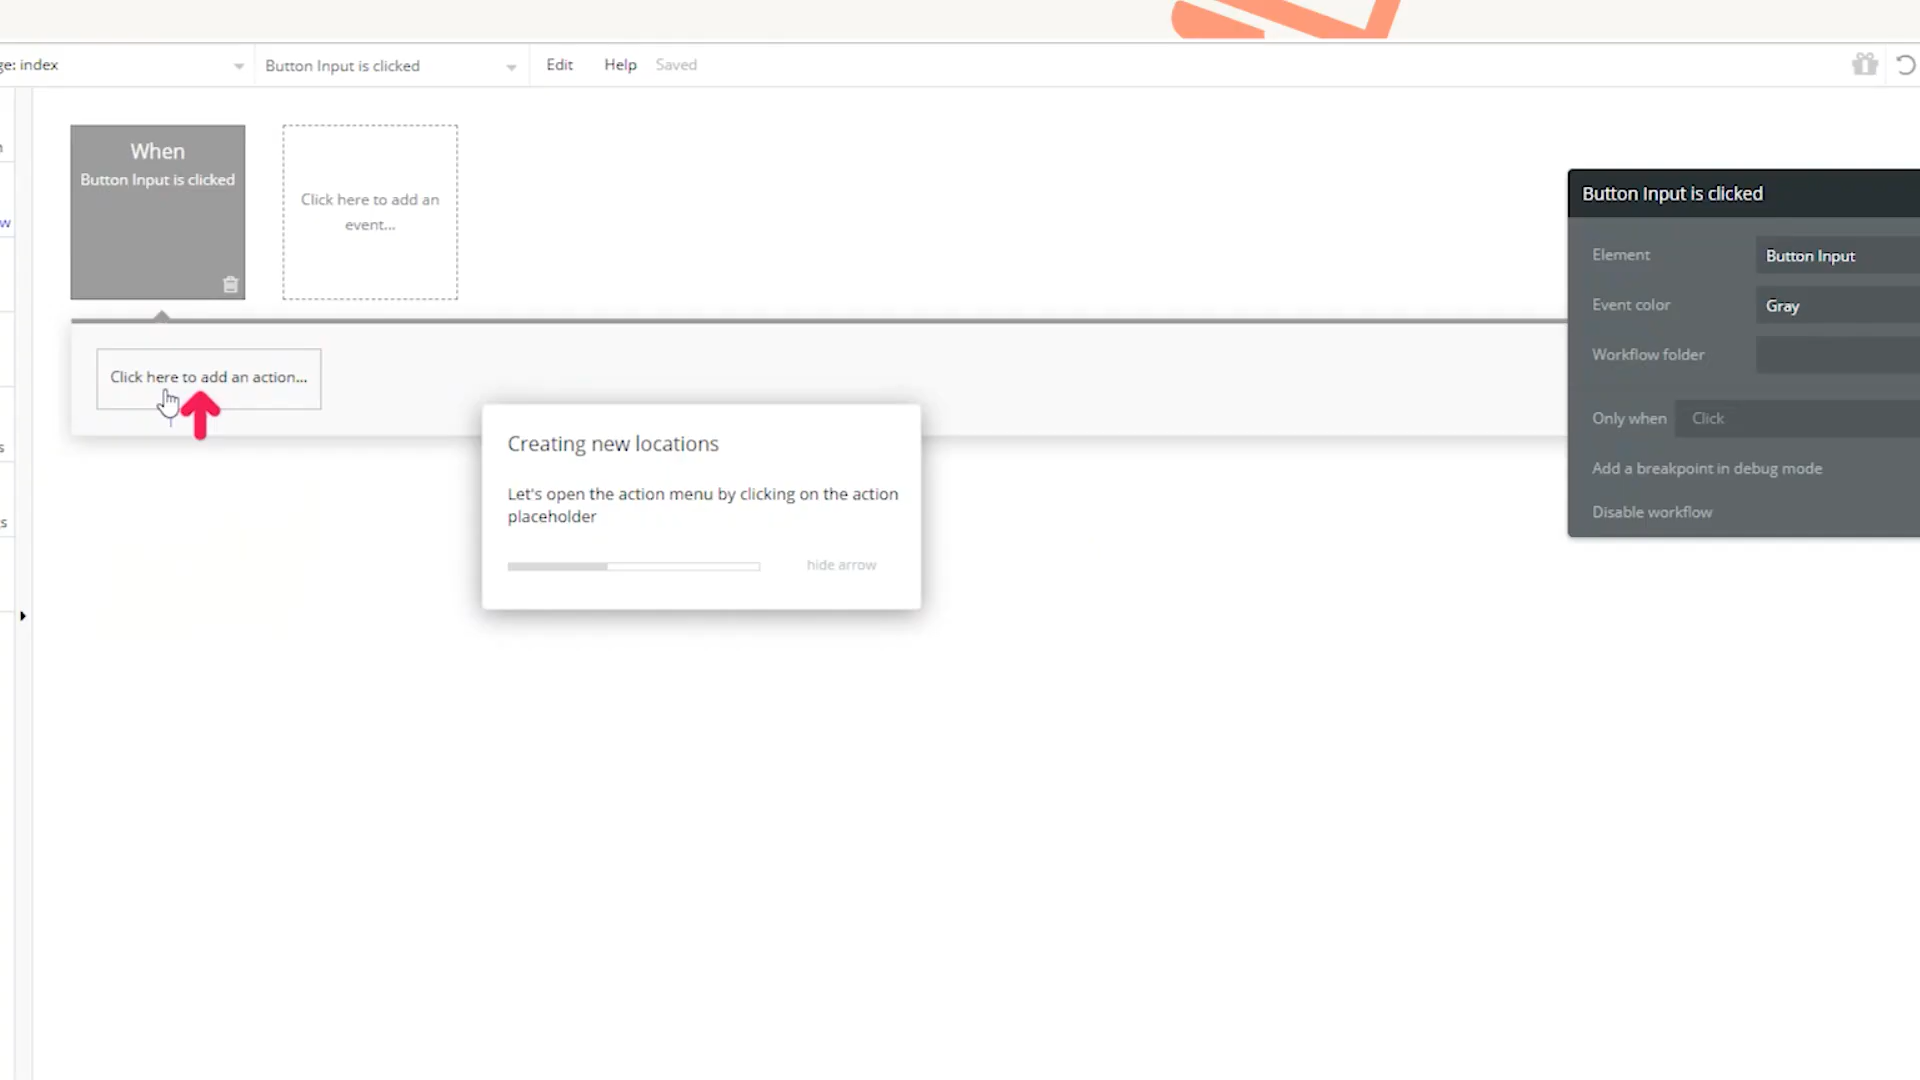 ge: index
Button Input is clicked
Edit
Help
Saved
When
Button Input is clicked
Click here to add an
event...
Click here to add an action...
Creating new locations
Let's open the action menu by clicking on the action
placeholder
hide arrow
Button Input is clicked
Element
Button Input
Event color
Gray
Workflow folder
Only when
Click
Add a breakpoint in debug mode
Disable workflow